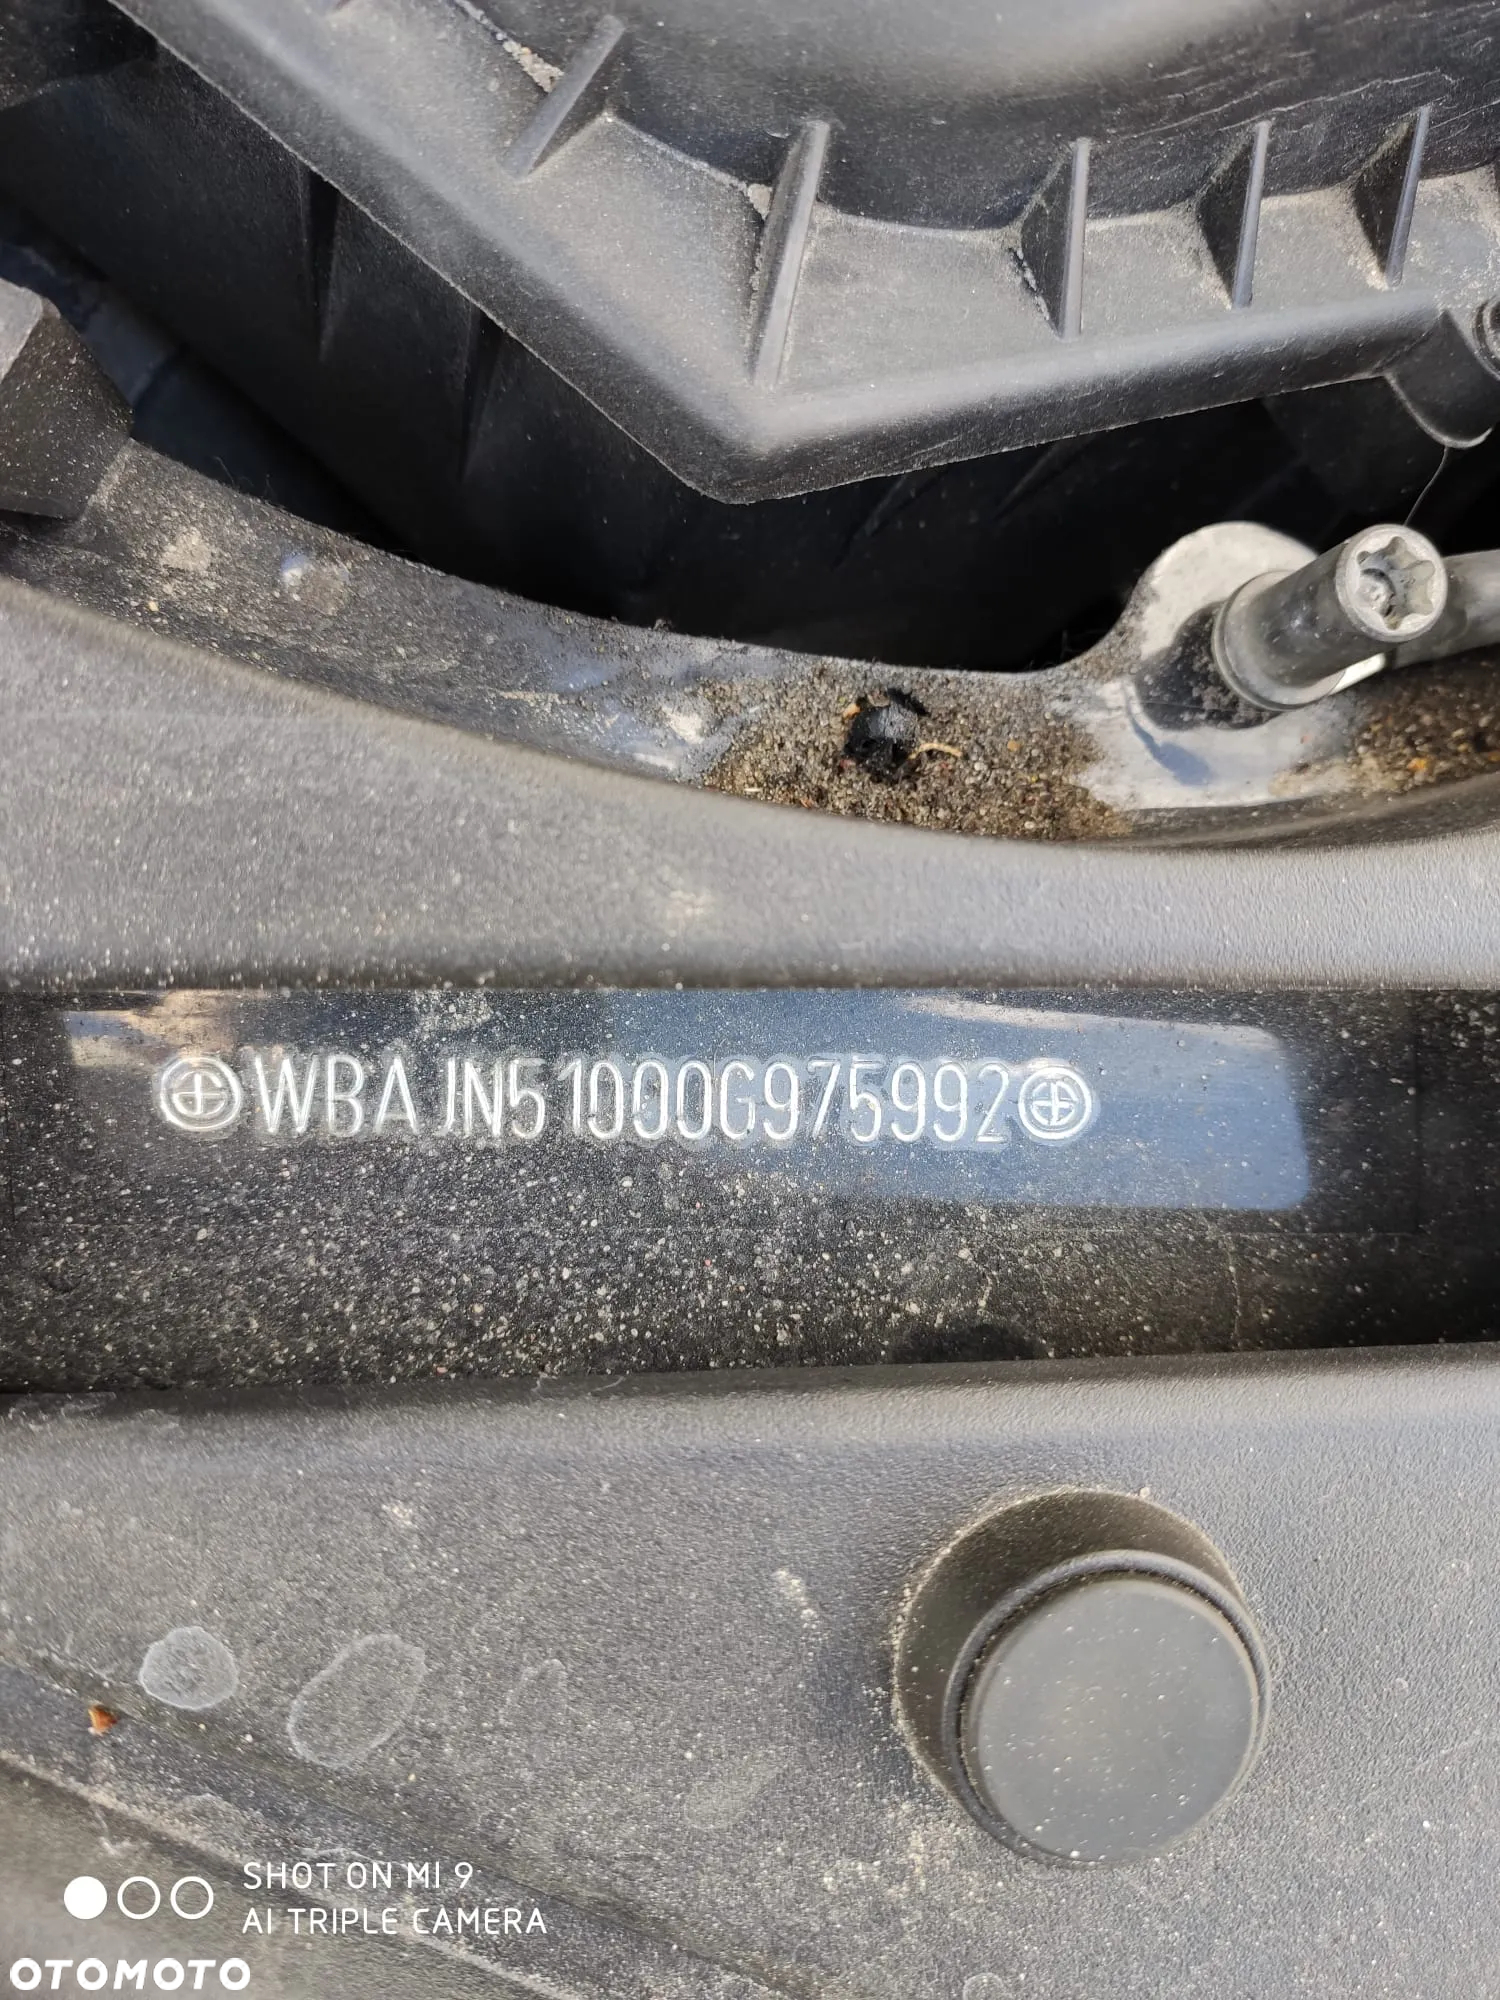 WBAJN51000G975992
SHOT ON MI 9
AI TRIPLE CAMERA
OTOMOTO